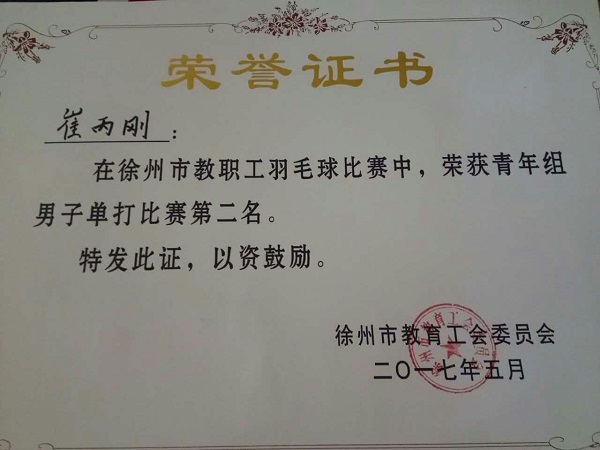 荣誉证书
崔丙刚：
在徐州市教职工羽毛球比赛中，荣获青年组
男子单打比赛第二名。
特发此证，以资鼓励。
徐州市教育工会委员会
二〇一七年五月